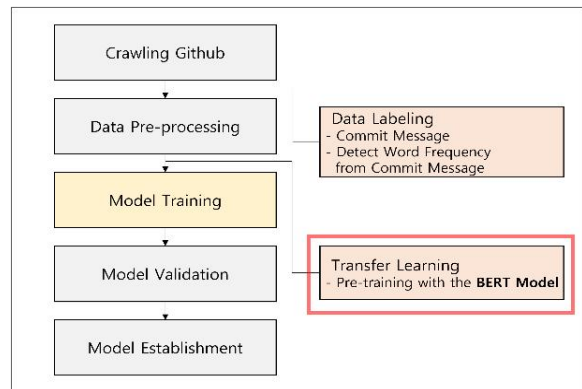 Crawling Github
Data Pre-processing
Data Labeling
- Commit Message
- Detect Word Frequency
from Commit Message
Model Training
Model Validation
Transfer Learning
- Pre-training with the BERT Model
Model Establishment